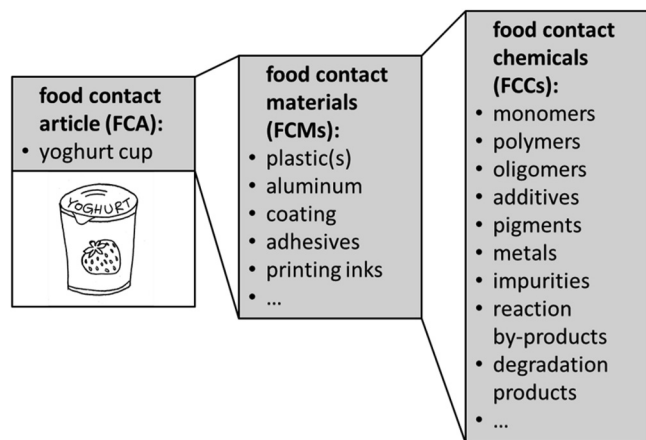 food contact
article (FCA):
• yoghurt cup
YOGHURT
food contact
materials
(FCMs):
• plastic(s)
• aluminum
• coating
• adhesives
• printing inks
• ...
food contact
chemicals
(FCCs):
• monomers
• polymers
• oligomers
• additives
• pigments
• metals
• impurities
• reaction
by-products
• degradation
products
• ...